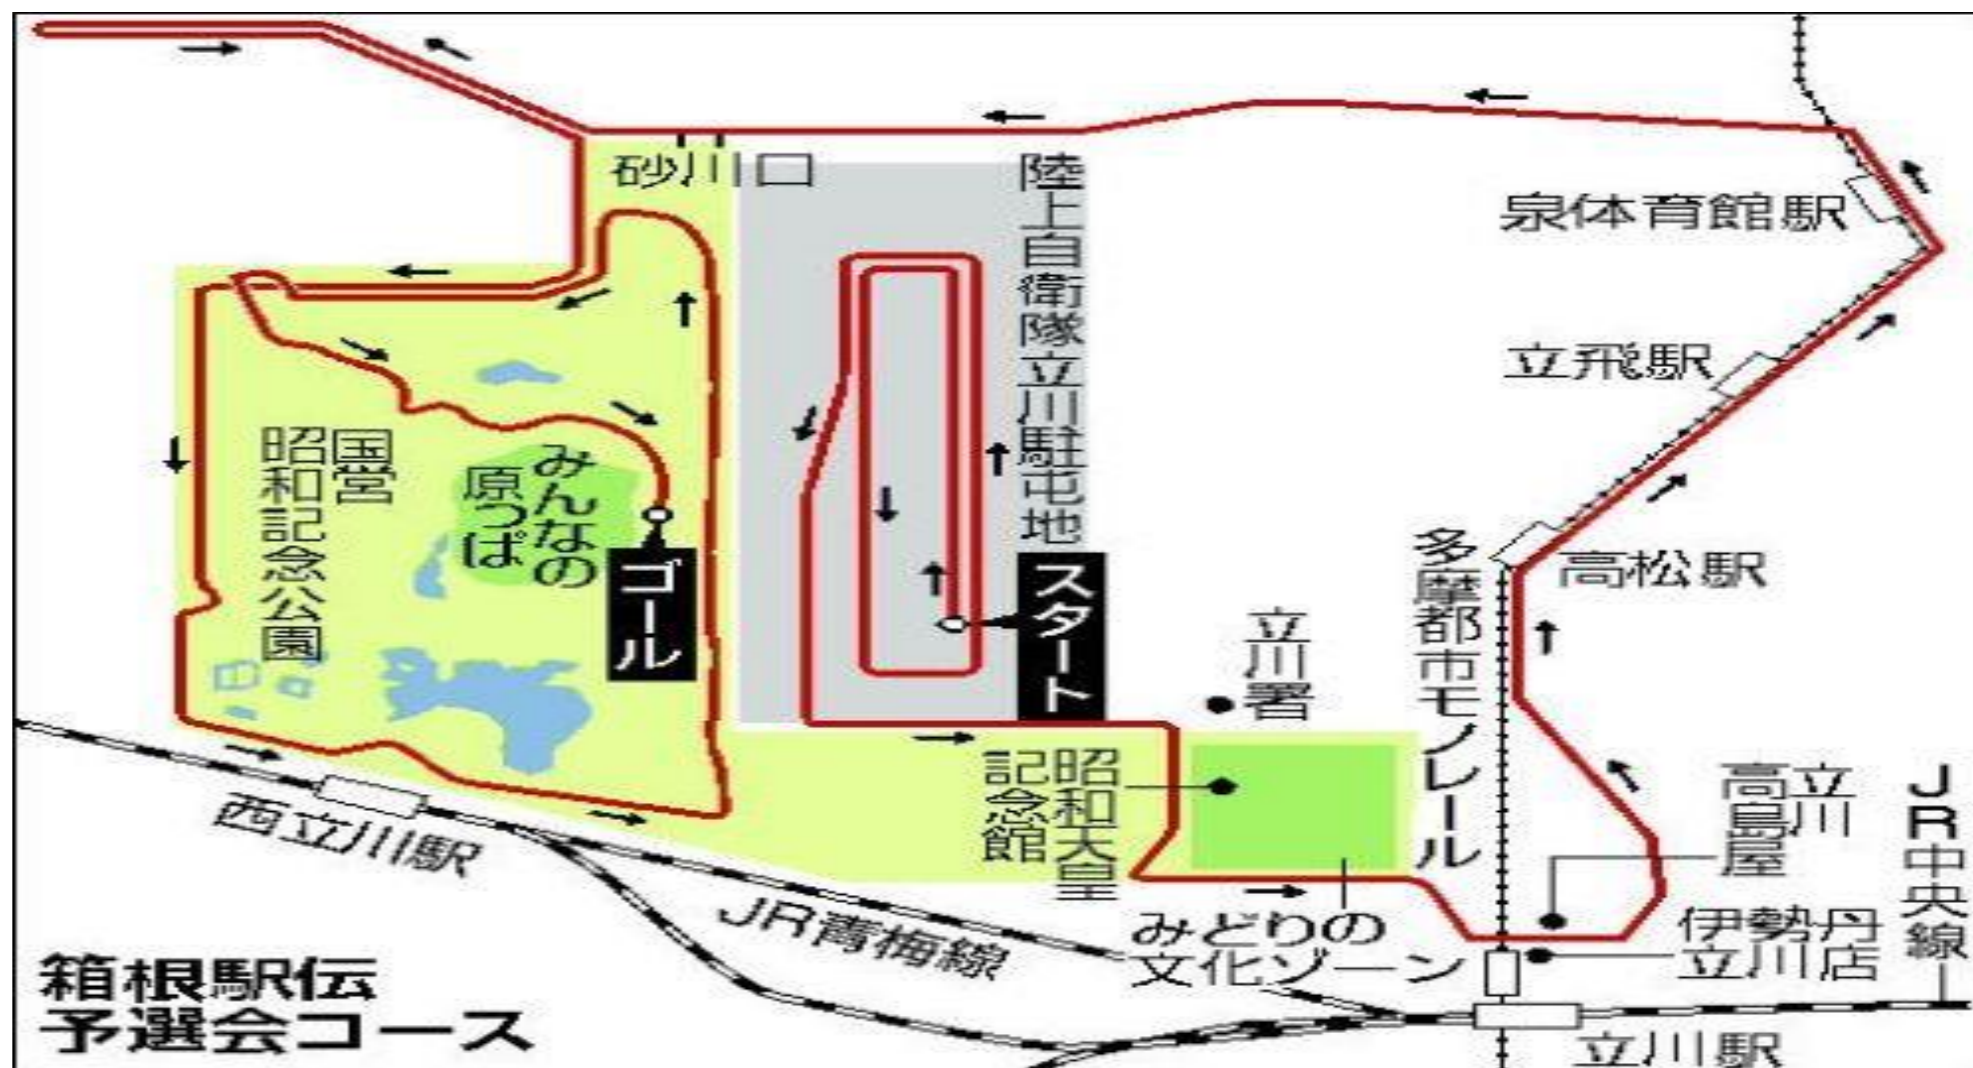 砂川口
陸上自衛隊立川駐屯地
泉体育館駅
立飛駅
高松駅
多摩都市モノレール
国営
昭和記念公園
みんなの
原っぱ
ゴール
スタート
立川署
昭和天皇
記念館
みどりの
文化ゾーン
立川
高島屋
伊勢丹
立川店
JR中央線
西立川駅
JR青梅線
立川駅
箱根駅伝
予選会コース